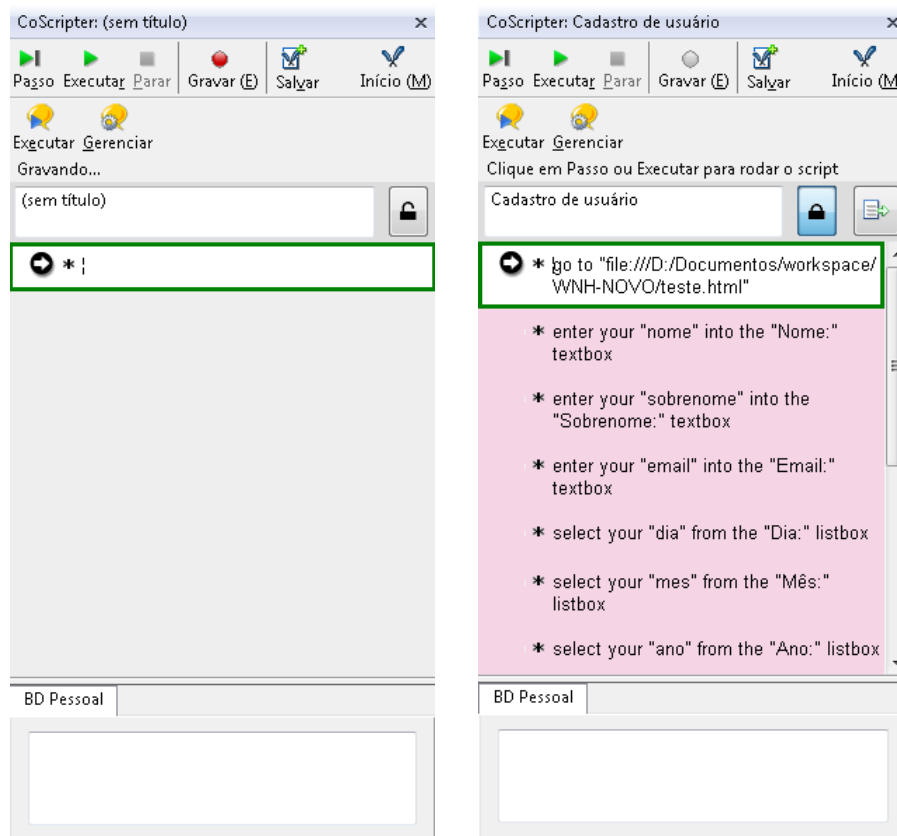 CoScripter: (sem título)
Passo Executar Parar Gravar (E) Salvar Início (M)
Executar Gerenciar
Gravando...
(sem título)
*
BD Pessoal
CoScripter: Cadastro de usuário
Passo Executar Parar Gravar (E) Salvar Início (M
Executar Gerenciar
Clique em Passo ou Executar para rodar o script
Cadastro de usuário
* go to "file:///D:/Documentos/workspace/
WNH-NOVO/teste.html"
* enter your "nome" into the "Nome:"
textbox
* enter your "sobrenome" into the
"Sobrenome:" textbox
* enter your "email" into the "Email:"
textbox
* select your "dia" from the "Dia:" listbox
* select your "mes" from the "Mês:"
listbox
* select your "ano" from the "Ano:" listbox
BD Pessoal